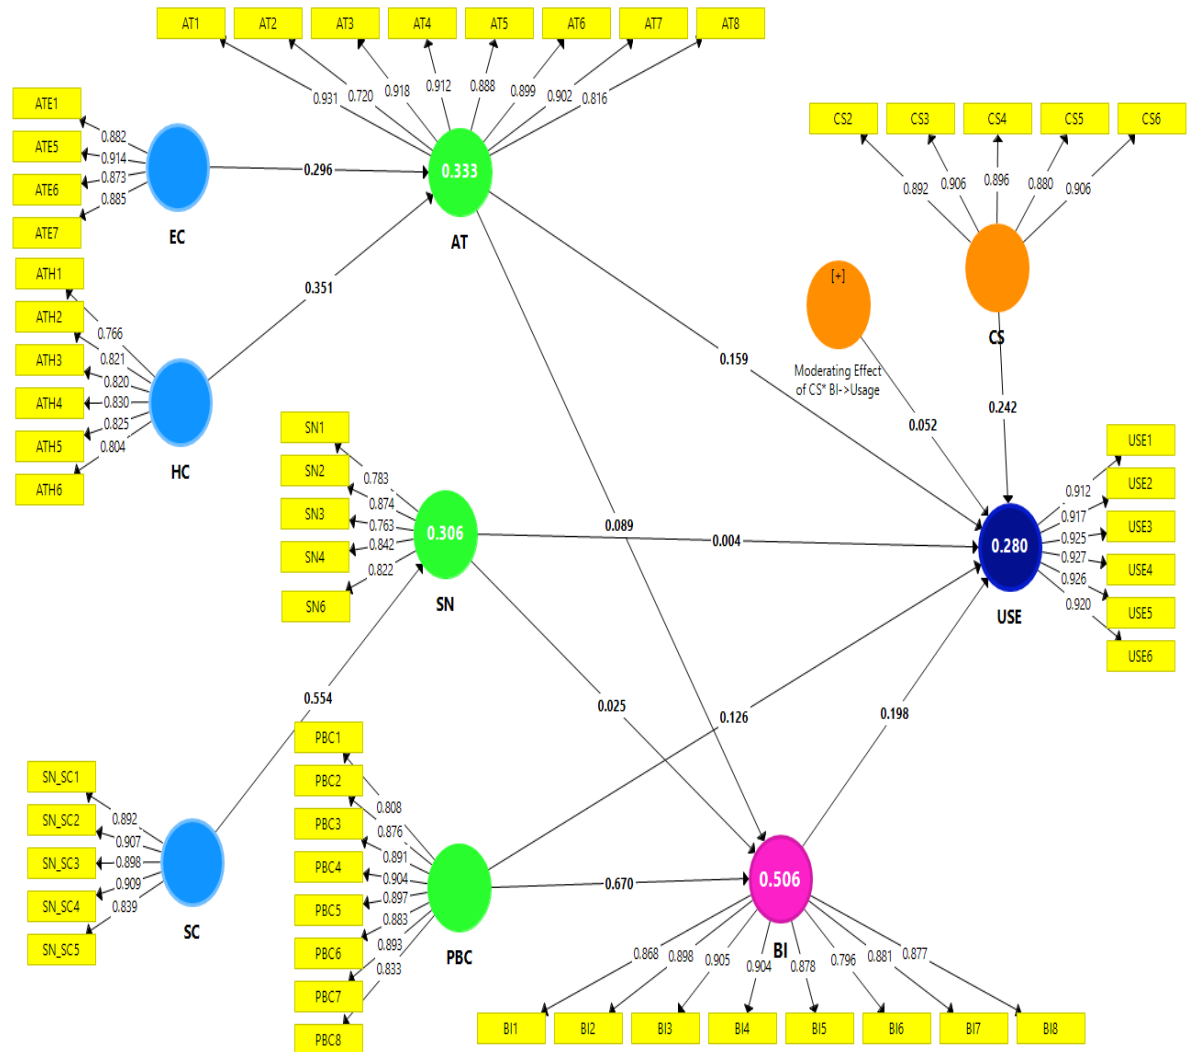 AT1 AT2 AT3 AT4 AT5 AT6 AT7 AT8
0.931 0.720 0.918 0.912 0.888 0.899 0.902 0.816
ATE1
ATE5
ATE6
ATE7
0.882
0.914
0.873
0.885
EC
0.296
0.333
AT
CS2 CS3 CS4 CS5 CS6
0.892 0.906 0.896 0.880 0.906
CS
[+]
Moderating Effect
of CS* BI->Usage
0.052
0.242
ATH1
ATH2
ATH3
ATH4
ATH5
ATH6
0.766
0.821
0.820
0.830
0.825
0.804
HC
0.351
0.159
0.089
SN1
SN2
SN3
SN4
SN6
0.783
0.874
0.763
0.842
0.822
0.306
SN
0.004
0.025
USE1
USE2
USE3
USE4
USE5
USE6
0.912
0.917
0.925
0.927
0.926
0.920
0.280
USE
0.554
SN_SC1
SN_SC2
SN_SC3
SN_SC4
SN_SC5
0.892
0.907
0.898
0.909
0.839
SC
PBC1
PBC2
PBC3
PBC4
PBC5
PBC6
PBC7
PBC8
0.808
0.876
0.891
0.904
0.897
0.883
0.893
0.833
PBC
0.126
0.198
0.670
0.506
BI
0.868 0.898 0.905 0.904 0.878 0.796 0.881 0.877
BI1 BI2 BI3 BI4 BI5 BI6 BI7 BI8